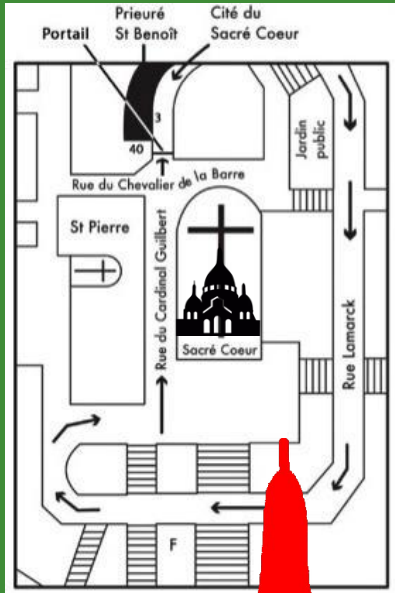 Prieuré
St Benoît
Cité du
Sacré Coeur
Portail
3
40
Rue du Chevalier de la Barre
Jardin
public
St Pierre
Rue du Cardinal Guilbert
Sacré Coeur
Rue Lamarck
F